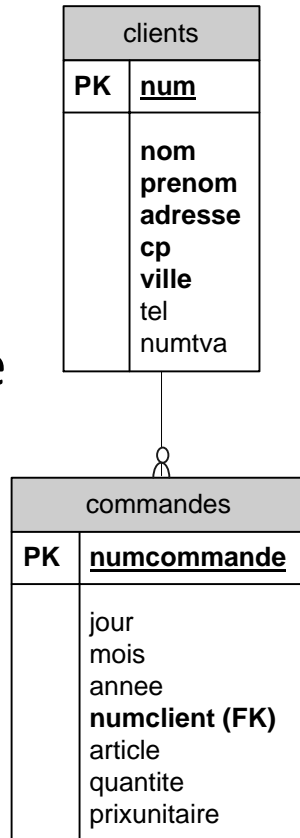 clients
PK num
nom
prenom
adresse
cp
ville
tel
numtva
e
commandes
PK numcommande
jour
mois
annee
numclient (FK)
article
quantite
prixunitaire